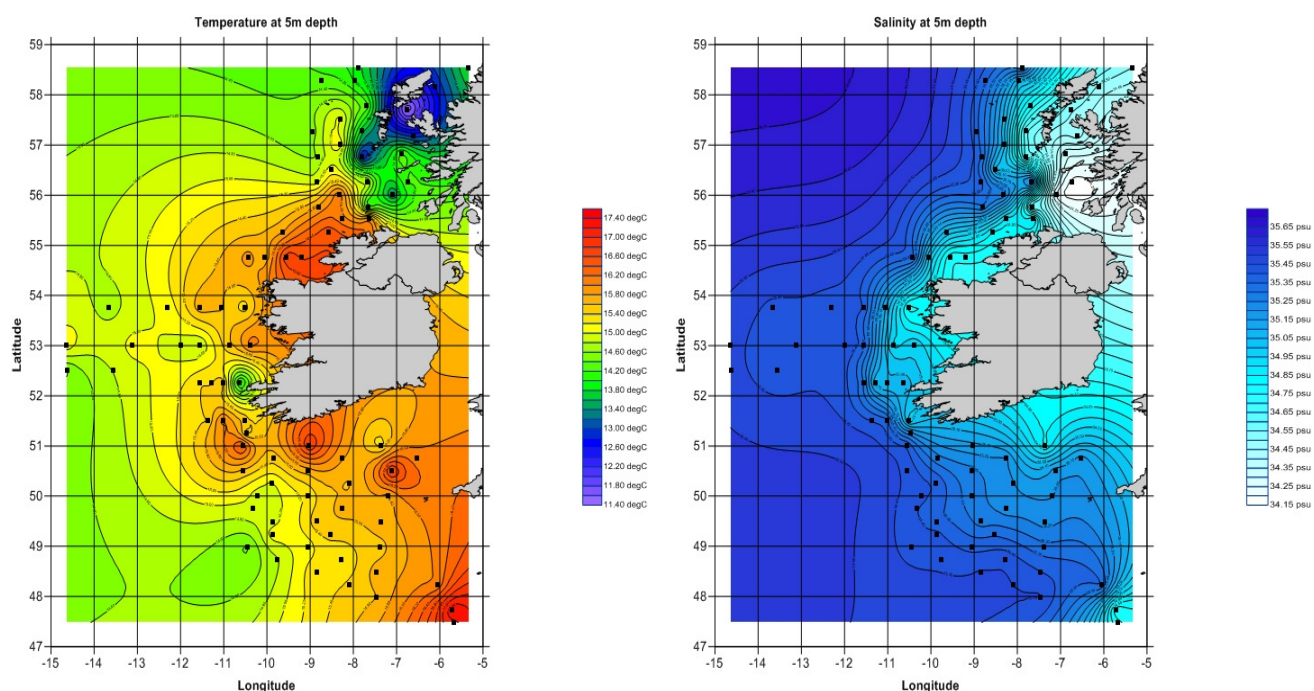 Temperature at 5m depth
59
58
57
56
55
54
53
52
51
50
49
48
47
Latitude
-15 -14 -13 -12 -11 -10 -9 -8 -7 -6 -5
Longitude
17.40 degC
17.00 degC
16.60 degC
16.20 degC
15.80 degC
15.40 degC
15.00 degC
14.60 degC
14.20 degC
13.80 degC
13.40 degC
13.00 degC
12.60 degC
12.20 degC
11.80 degC
11.40 degC
Salinity at 5m depth
59
58
57
56
55
54
53
52
51
50
49
48
47
Latitude
-15 -14 -13 -12 -11 -10 -9 -8 -7 -6 -5
Longitude
35.65 psu
35.55 psu
35.45 psu
35.35 psu
35.25 psu
35.15 psu
35.05 psu
34.95 psu
34.85 psu
34.75 psu
34.65 psu
34.55 psu
34.45 psu
34.35 psu
34.25 psu
34.15 psu